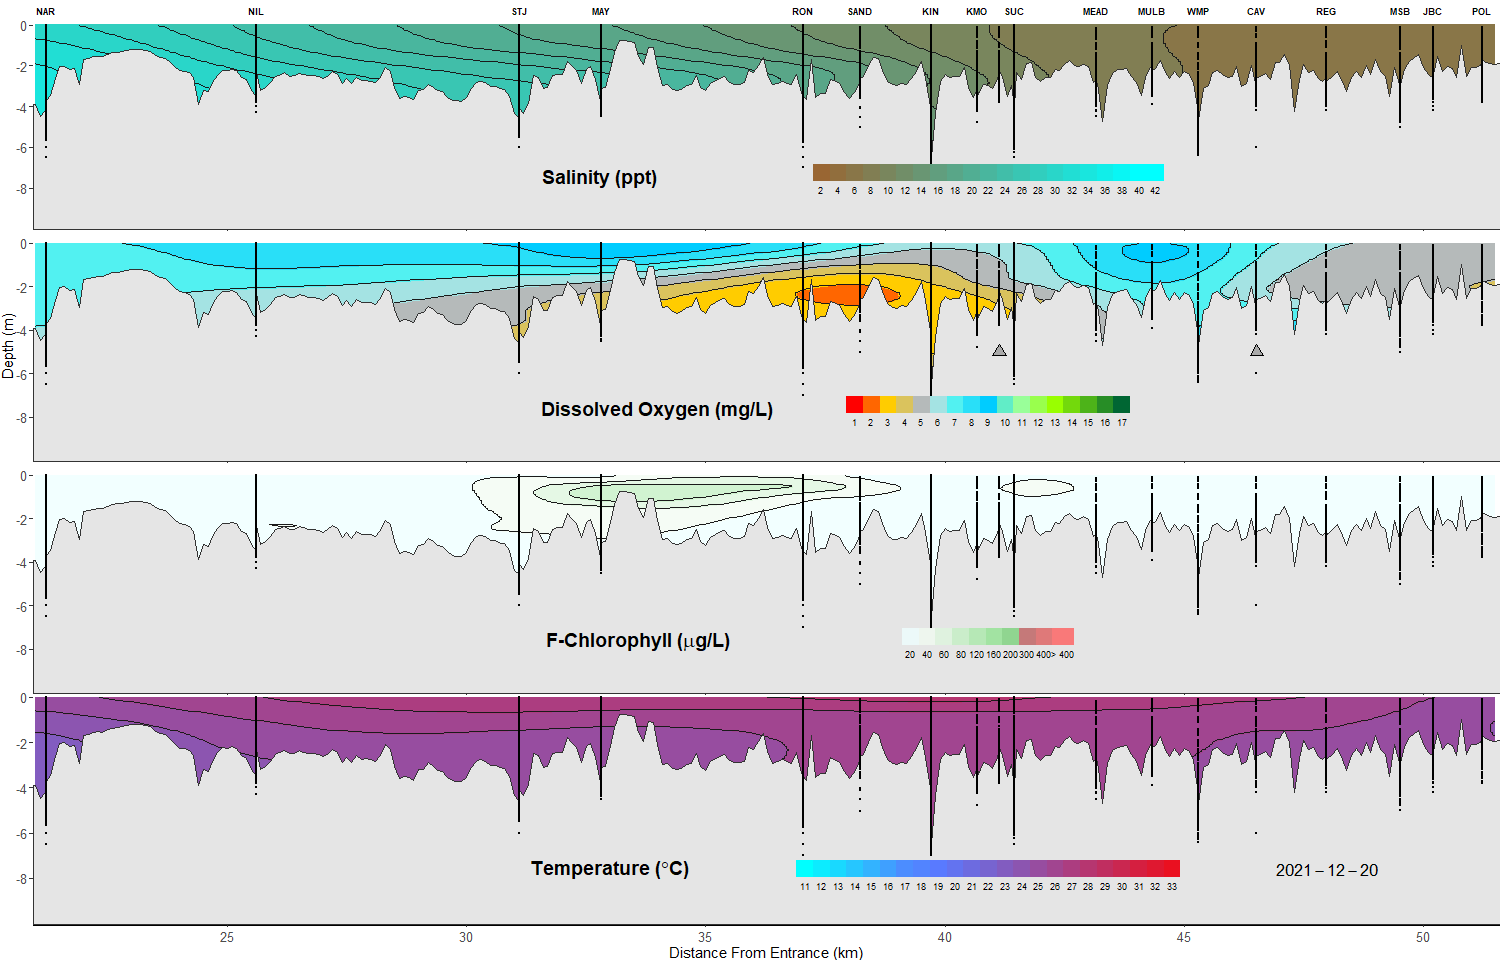 NAR NIL STJ MAY RON SAND KIN KMO SUC MEAD MULB WMP CAV REG MSB JBC POL
0
-2
-4
-6
-8
Salinity (ppt)
2 4 6 8 10 12 14 16 18 20 22 24 26 28 30 32 34 36 38 40 42
0
-2
-4
-6
-8
Depth (m)
Dissolved Oxygen (mg/L)
1 2 3 4 5 6 7 8 9 10 11 12 13 14 15 16 17
0
-2
-4
-6
-8
F-Chlorophyll (μg/L)
20 40 60 80 120 160 200 300 400 > 400
0
-2
-4
-6
-8
Temperature (°C)
11 12 13 14 15 16 17 18 19 20 21 22 23 24 25 26 27 28 29 30 31 32 33
2021 – 12 – 20
25 30 35 40 45 50
Distance From Entrance (km)